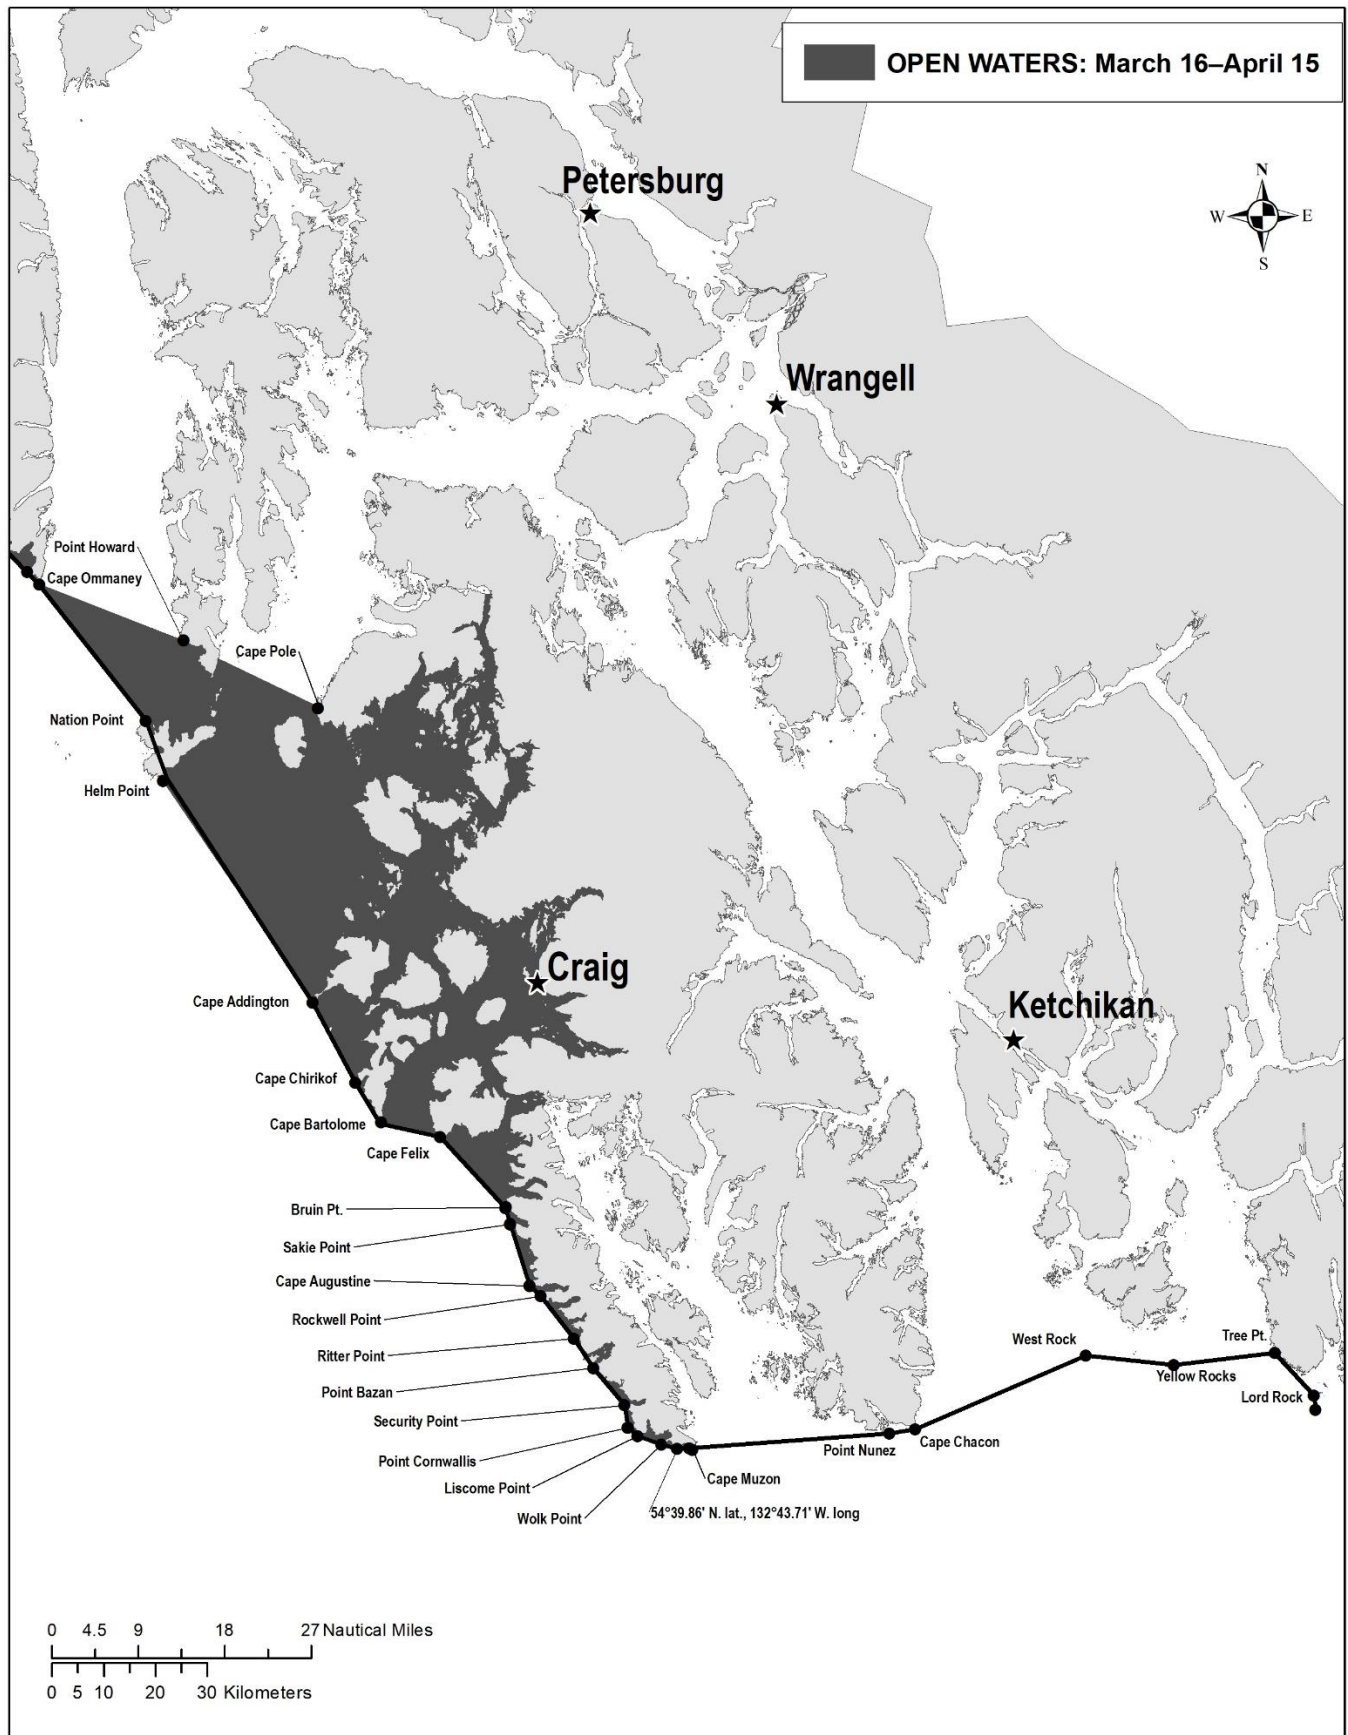 OPEN WATERS: March 16–April 15
N
W E
S
Petersburg
Wrangell
Point Howard
Cape Ommaney
Cape Pole
Nation Point
Helm Point
Craig
Cape Addington
Ketchikan
Cape Chirikof
Cape Bartolome
Cape Felix
Bruin Pt.
Sakie Point
Cape Augustine
Rockwell Point
Ritter Point
West Rock
Tree Pt.
Yellow Rocks
Point Bazan
Lord Rock
Security Point
Point Cornwallis
Point Nunez
Cape Chacon
Liscome Point
Cape Muzon
Wolk Point
54°39.86' N. lat., 132°43.71' W. long
0 4.5 9 18 27 Nautical Miles
0 5 10 20 30 Kilometers